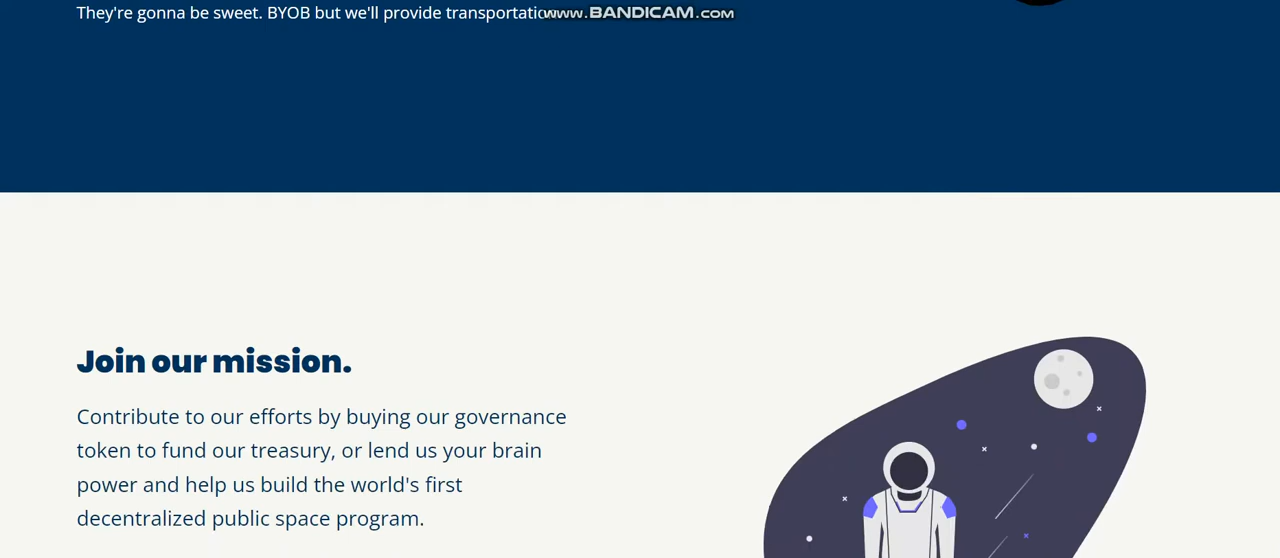 They're gonna be sweet. BYOB but we'll provide
www.BANDICAM.com
Join our mission.
Contribute to our efforts by buying our governance
token to fund our treasury, or lend us your brain
power and help us build the world's first
decentralized public space program.